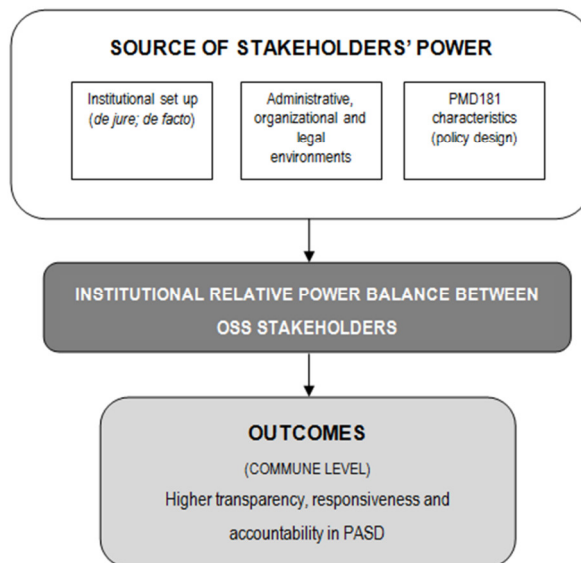 SOURCE OF STAKEHOLDERS' POWER
Institutional set up
(de jure; de facto)
Administrative,
organizational and
legal
environments
PMD181
characteristics
(policy design)
INSTITUTIONAL RELATIVE POWER BALANCE BETWEEN
OSS STAKEHOLDERS
OUTCOMES
(COMMUNE LEVEL)
Higher transparency, responsiveness and
accountability in PASD